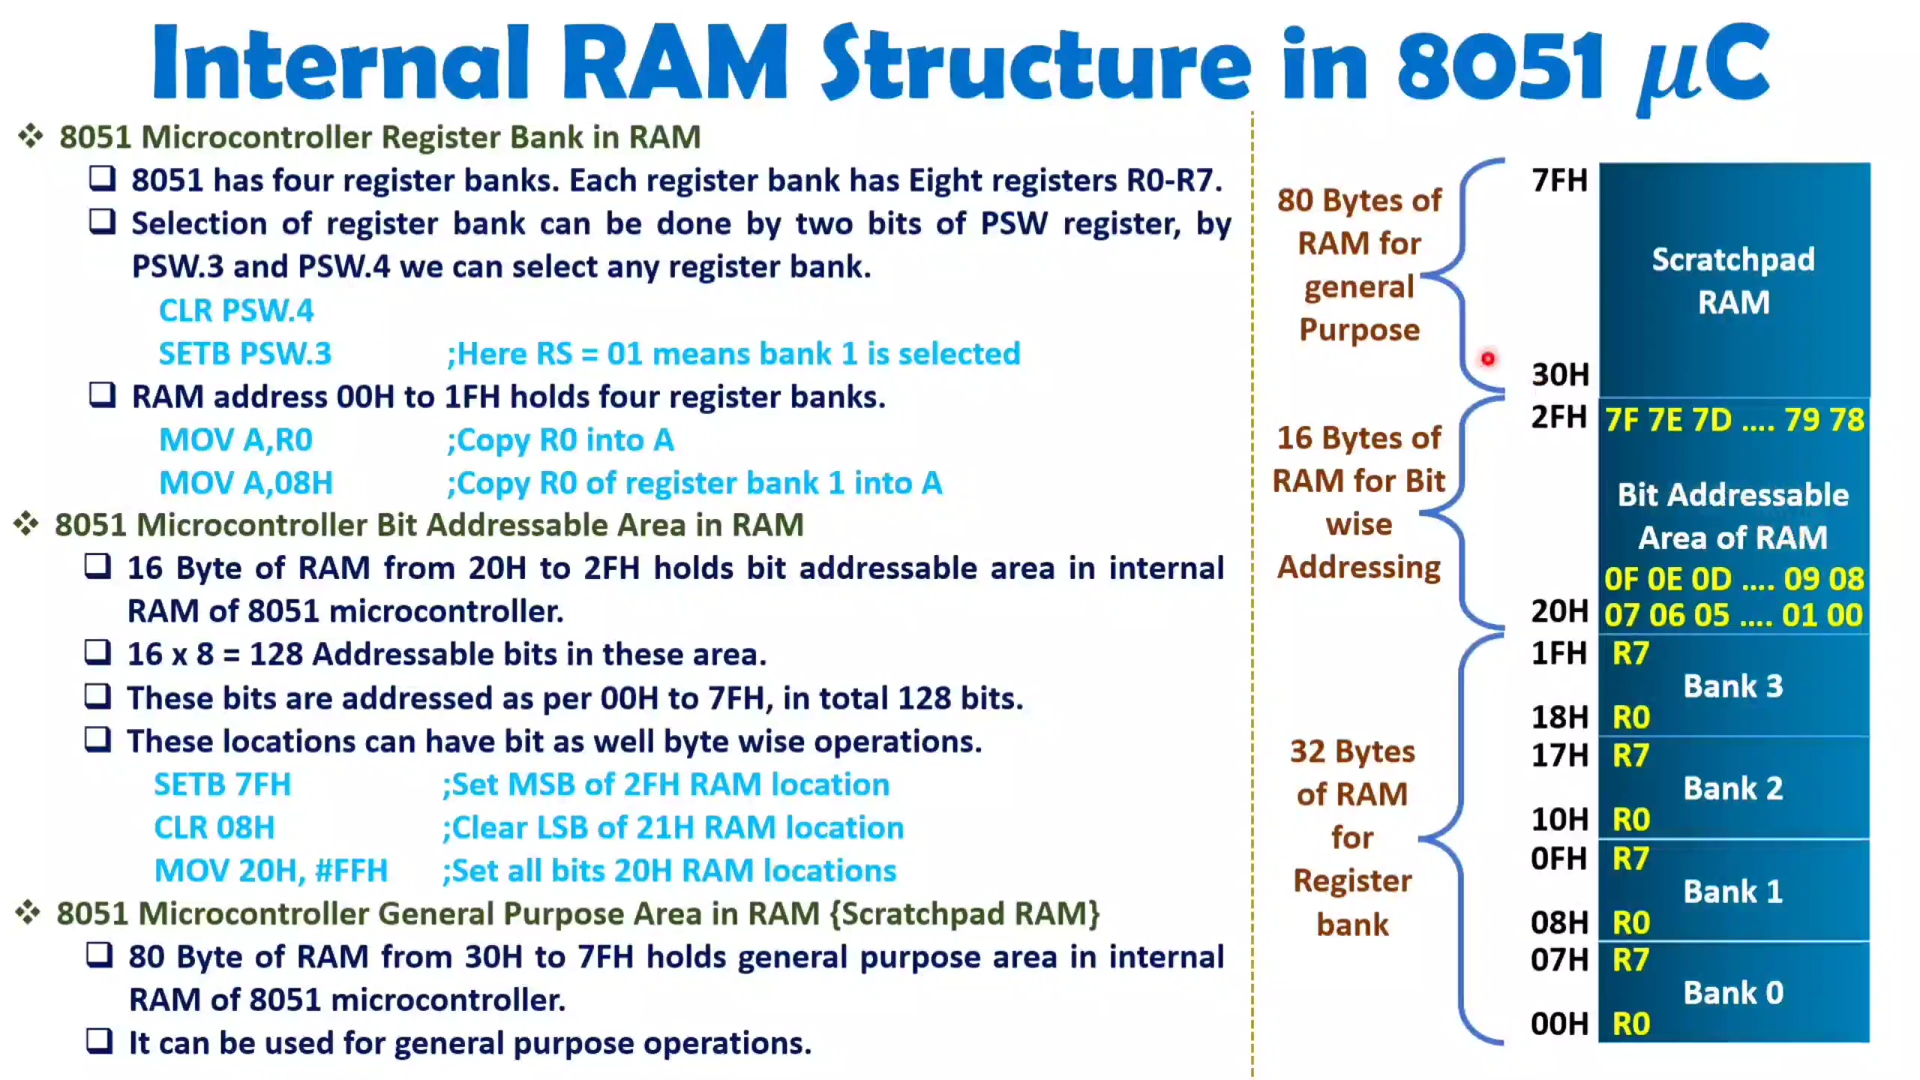 Internal RAM Structure in 8051 μC
❖ 8051 Microcontroller Register Bank in RAM
❑ 8051 has four register banks. Each register bank has Eight registers R0-R7.
❑ Selection of register bank can be done by two bits of PSW register, by
PSW.3 and PSW.4 we can select any register bank.
CLR PSW.4
SETB PSW.3 ;Here RS = 01 means bank 1 is selected
❑ RAM address 00H to 1FH holds four register banks.
MOV A,R0 ;Copy R0 into A
MOV A,08H ;Copy R0 of register bank 1 into A
❖ 8051 Microcontroller Bit Addressable Area in RAM
❑ 16 Byte of RAM from 20H to 2FH holds bit addressable area in internal
RAM of 8051 microcontroller.
❑ 16 x 8 = 128 Addressable bits in these area.
❑ These bits are addressed as per 00H to 7FH, in total 128 bits.
❑ These locations can have bit as well byte wise operations.
SETB 7FH ;Set MSB of 2FH RAM location
CLR 08H ;Clear LSB of 21H RAM location
MOV 20H, #FFH ;Set all bits 20H RAM locations
❖ 8051 Microcontroller General Purpose Area in RAM {Scratchpad RAM}
❑ 80 Byte of RAM from 30H to 7FH holds general purpose area in internal
RAM of 8051 microcontroller.
❑ It can be used for general purpose operations.
80 Bytes of
RAM for
general
Purpose
16 Bytes of
RAM for Bit
wise
Addressing
32 Bytes
of RAM
for
Register
bank
7FH
Scratchpad
RAM
30H
2FH 7F 7E 7D .... 79 78
Bit Addressable
Area of RAM
0F 0E 0D .... 09 08
20H 07 06 05 .... 01 00
1FH R7
Bank 3
18H R0
17H R7
Bank 2
10H R0
0FH R7
Bank 1
08H R0
07H R7
Bank 0
00H R0